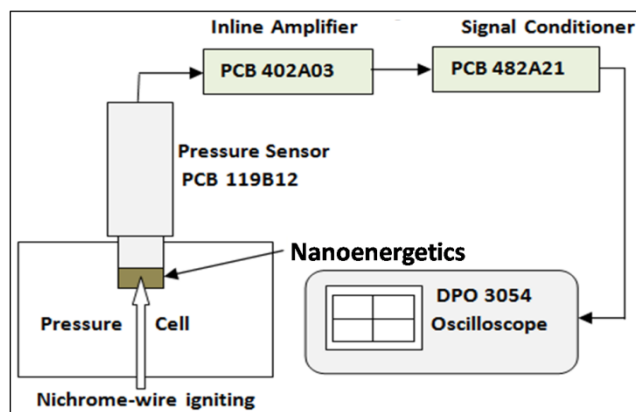 Inline Amplifier
Signal Conditioner
PCB 402A03
PCB 482A21
Pressure Sensor
PCB 119B12
Nanoenergetics
Pressure Cell
DPO 3054
Oscilloscope
Nichrome-wire igniting